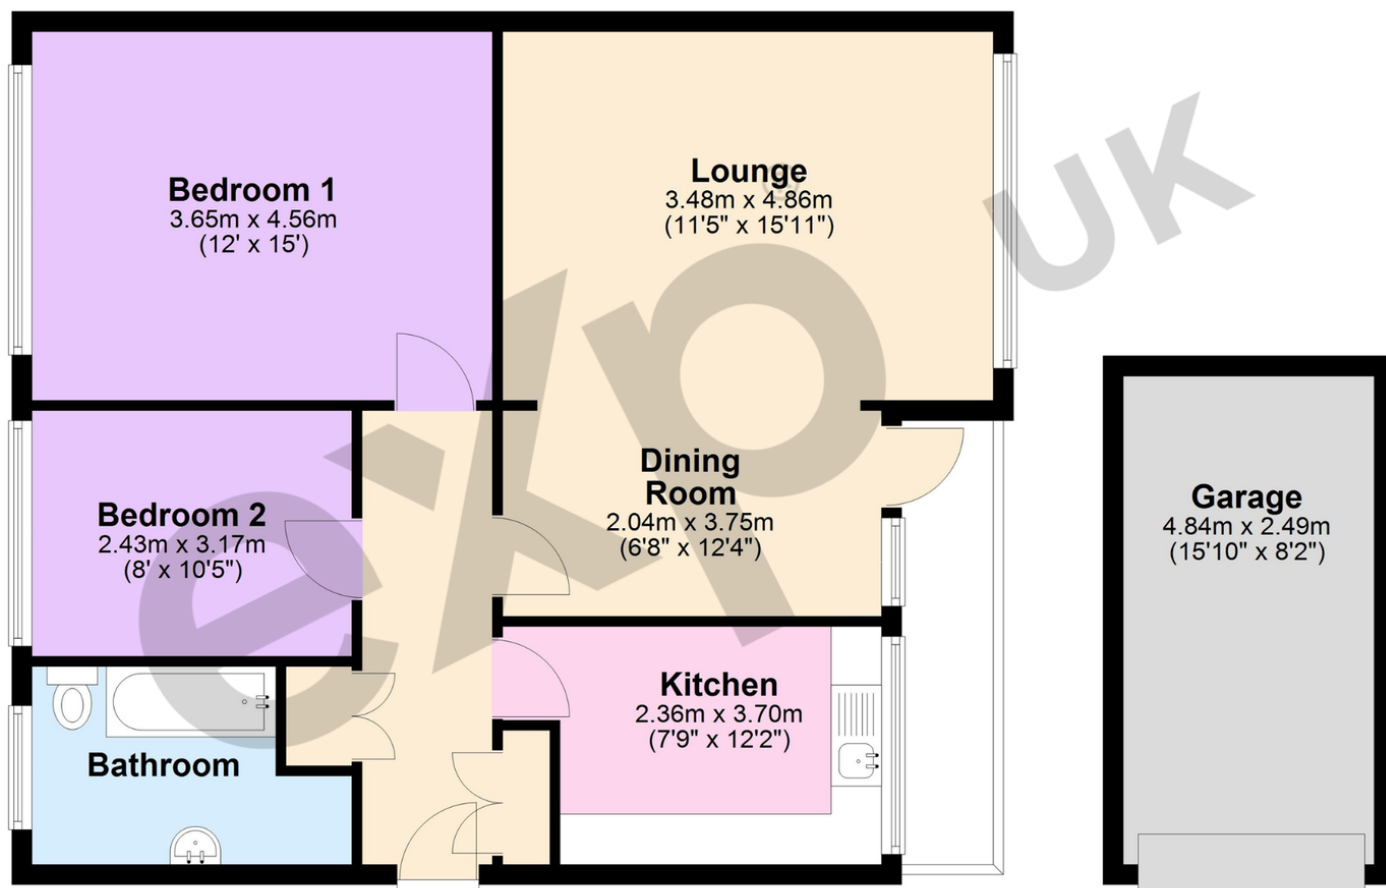 Bedroom 1
3.65m x 4.56m
(12' x 15')
Lounge
3.48m x 4.86m
(11'5" x 15'11")
Bedroom 2
2.43m x 3.17m
(8' x 10'5")
Dining
Room
2.04m x 3.75m
(6'8" x 12'4")
Garage
4.84m x 2.49m
(15'10" x 8'2")
Kitchen
2.36m x 3.70m
(7'9" x 12'2")
Bathroom
exp UK